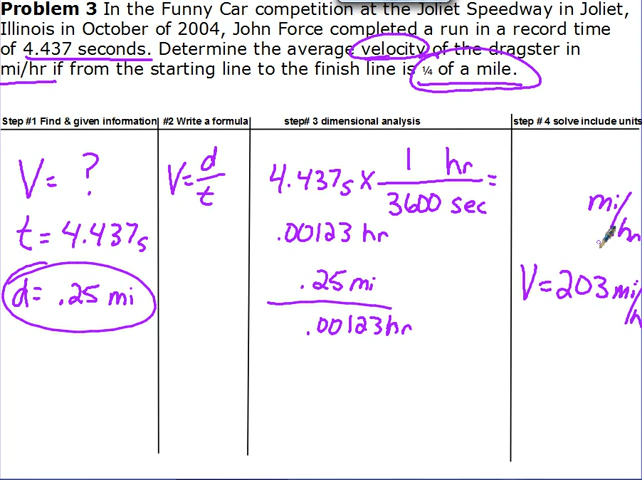 Problem 3 In the Funny Car competition at the Joliet Speedway in Joliet,
Illinois in October of 2004, John Force completed a run in a record time
of 4.437 seconds. Determine the average velocity of the dragster in
mi/hr if from the starting line to the finish line is ¼ of a mile.
Step #1 Find & given information #2 Write a formula step# 3 dimensional analysis step # 4 solve include units
V= ?
t= 4.437s
d= .25 mi
V= d/t
4.437s x 1 hr / 3600 sec =
.00123 hr
.25 mi
.00123hr
mi/hr
V=203 mi/h